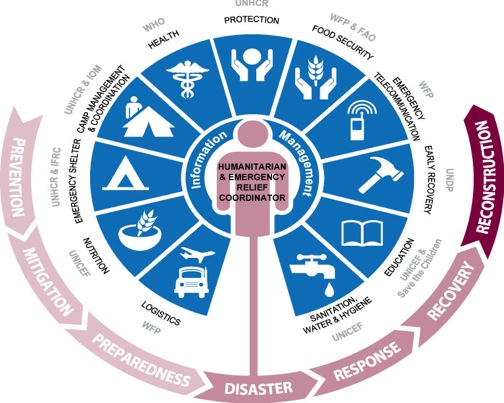 UNHCR
PROTECTION
WFP & FAO
FOOD SECURITY
WFP
EMERGENCY
TELECOMMUNICATION
EARLY RECOVERY
UNDP
EDUCATION
UNICEF &
Save the Children
SANITATION,
WATER & HYGIENE
UNICEF
LOGISTICS
WFP
NUTRITION
UNICEF
UNHCR & IFRC
EMERGENCY SHELTER
UNHCR & IOM
CAMP MANAGEMENT
& COORDINATION
WHO
HEALTH
Information
Management
HUMANITARIAN
& EMERGENCY
RELIEF
COORDINATOR
PREVENTION
MITIGATION
PREPAREDNESS
DISASTER
RESPONSE
RECOVERY
RECONSTRUCTION